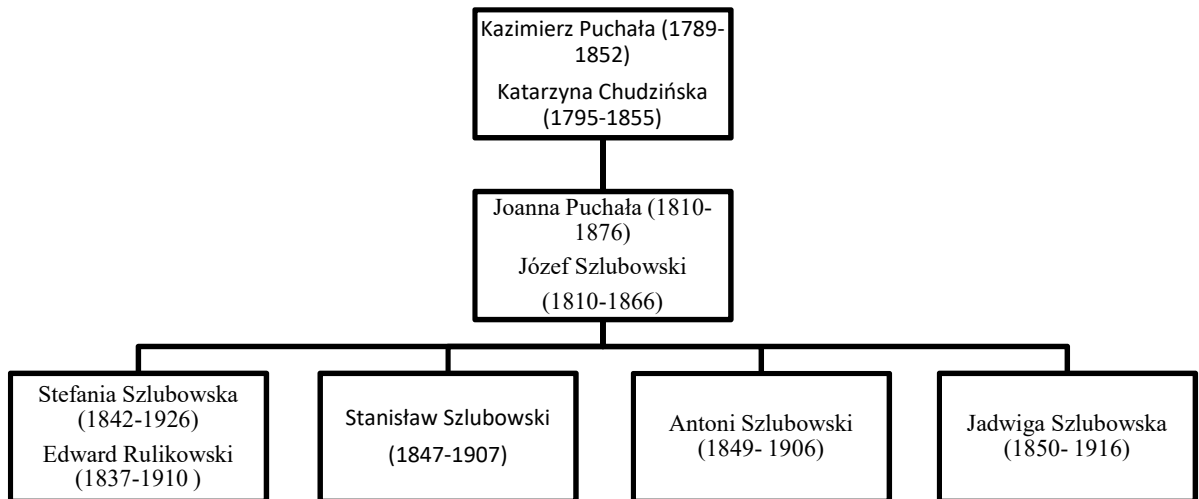 Kazimierz Puchała (1789-
1852)
Katarzyna Chudzińska
(1795-1855)
Joanna Puchała (1810-
1876)
Józef Szlubowski
(1810-1866)
Stefania Szlubowska
(1842-1926)
Edward Rulikowski
(1837-1910 )
Stanisław Szlubowski
(1847-1907)
Antoni Szlubowski
(1849- 1906)
Jadwiga Szlubowska
(1850- 1916)